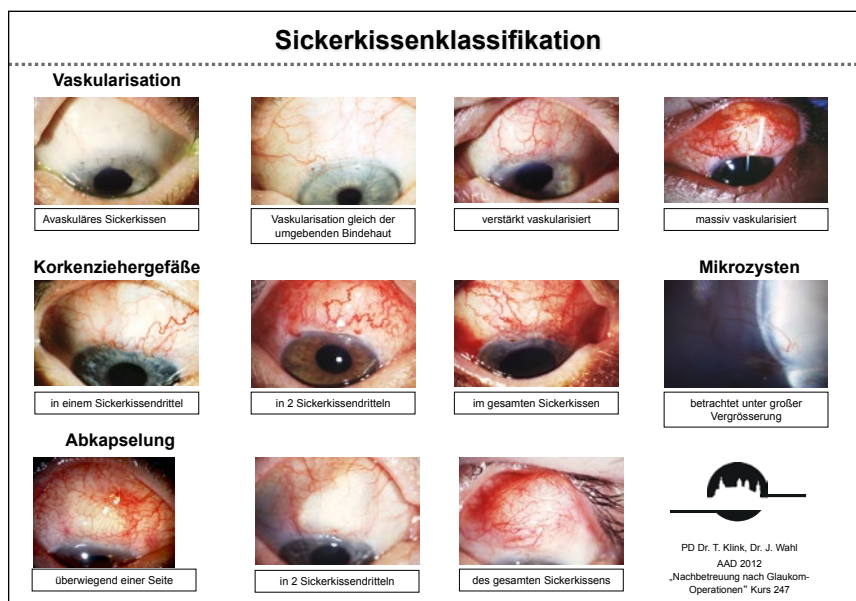 Sickerkissenklassifikation
Vaskularisation
Avaskuläres Sickerkissen
Vaskularisation gleich der
umgebenden Bindehaut
verstärkt vaskularisiert
massiv vaskularisiert
Korkenziehergefäße
Mikrozysten
in einem Sickerkissendrittel
in 2 Sickerkissendritteln
im gesamten Sickerkissen
betrachtet unter großer
Vergrösserung
Abkapselung
überwiegend einer Seite
in 2 Sickerkissendritteln
des gesamten Sickerkissens
PD Dr. T. Klink, Dr. J. Wahl
AAD 2012
„Nachbetreuung nach Glaukom-
Operationen“ Kurs 247